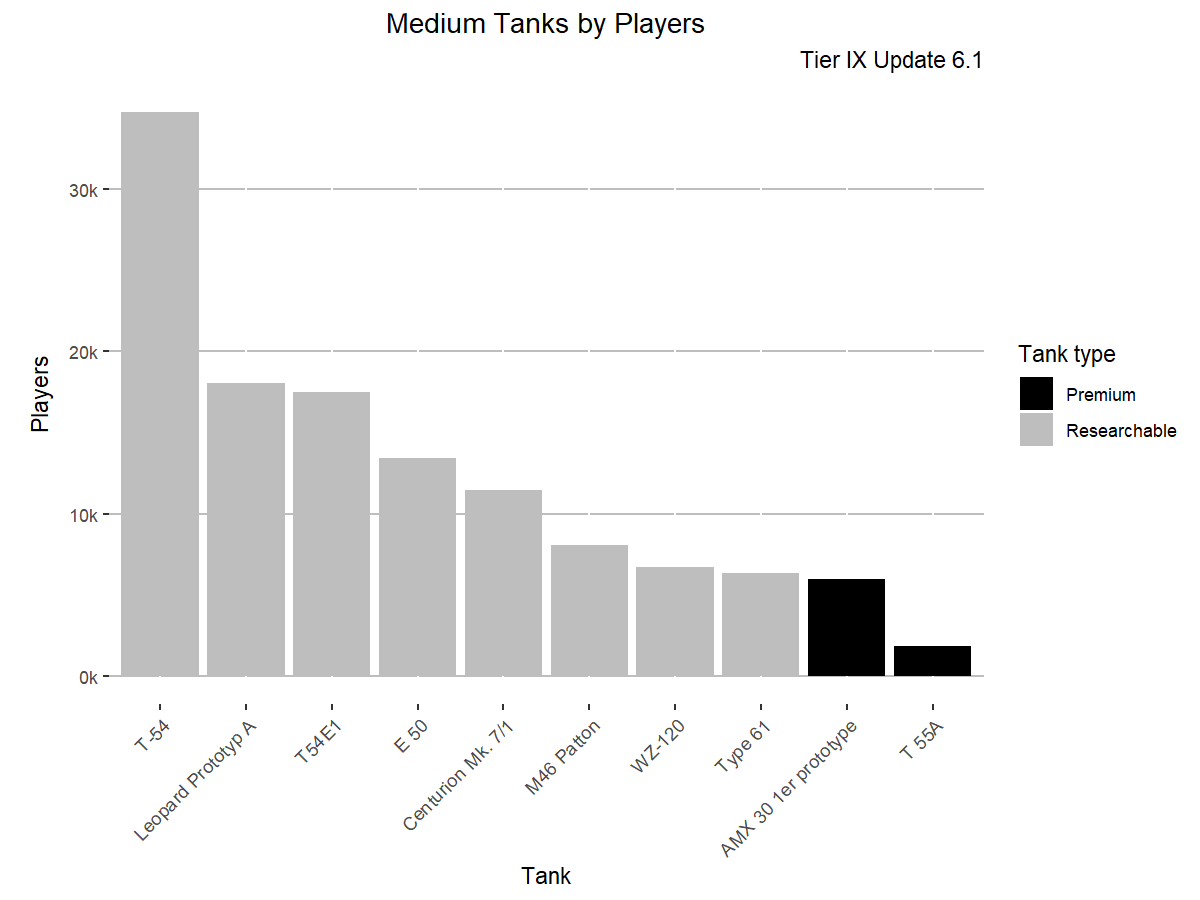 Medium Tanks by Players
Tier IX Update 6.1
Players
30k
20k
10k
0k
T-54
Leopard Prototyp A
T54E1
E 50
Centurion Mk. 7/1
M46 Patton
WZ-120
Type 61
AMX 30 1er prototype
T 55A
Tank
Tank type
Premium
Researchable